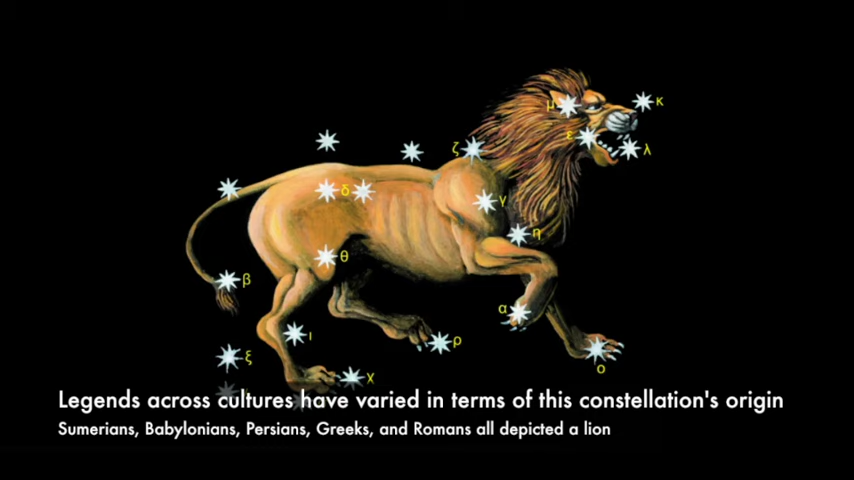 κ
μ
ε
ζ
λ
δ
γ
η
θ
β
α
ι
ρ
ξ
ο
χ
Legends across cultures have varied in terms of this constellation's origin
Sumerians, Babylonians, Persians, Greeks, and Romans all depicted a lion